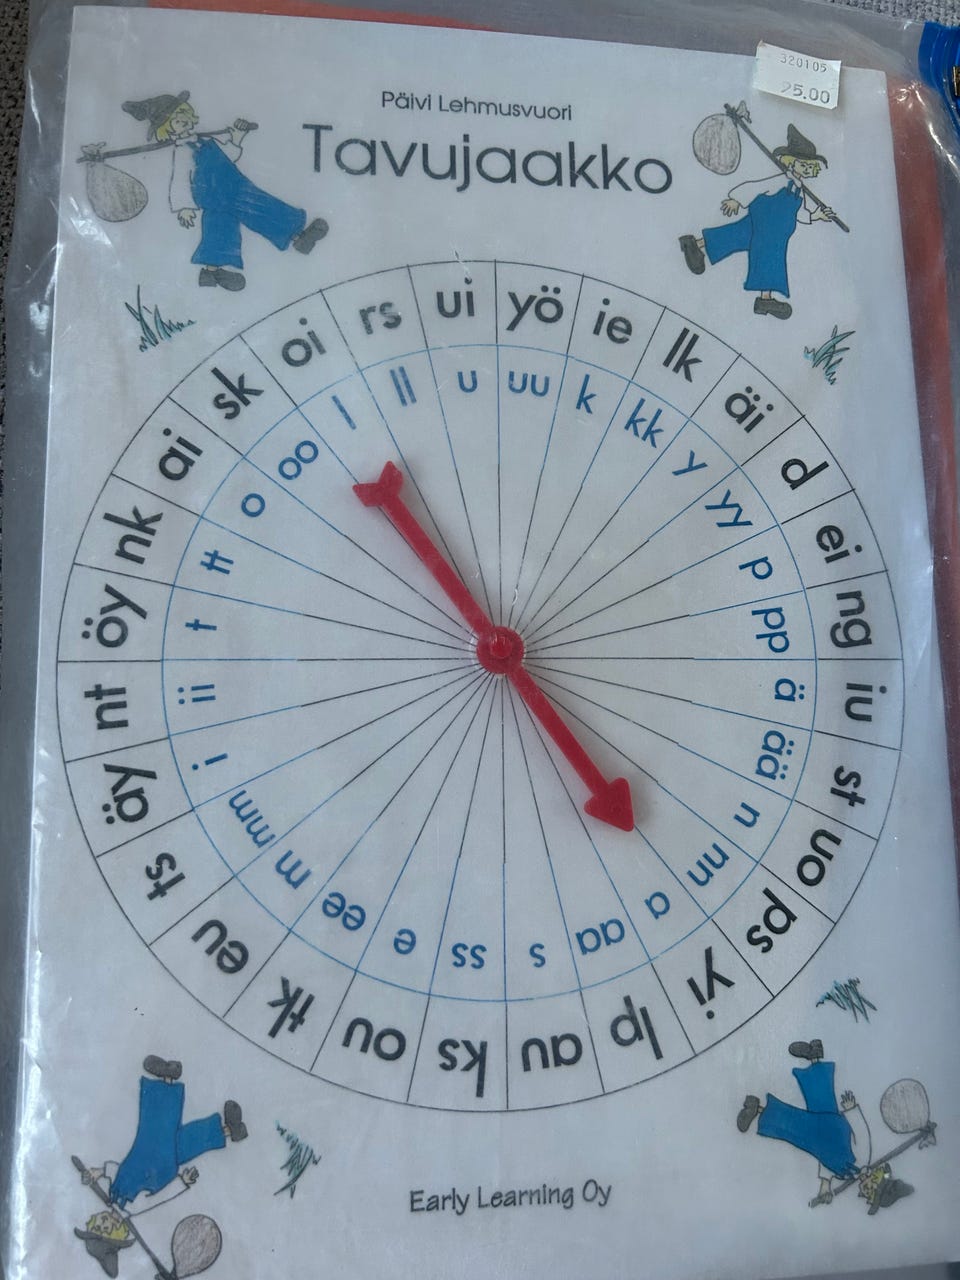 320105
25.00
Päivi Lehmusvuori
Tavujaakko
yö
ie
lk
äi
d
ei
ng
iu
st
uo
ps
yi
lp
au
ks
ou
tk
eu
ts
äy
nt
öy
nk
ai
sk
oi
rs
ui
uu
k
kk
y
yy
p
pp
ä
ää
n
nn
a
aa
s
ss
e
ee
m
mm
i
ii
t
tt
o
oo
l
ll
u
Early Learning Oy